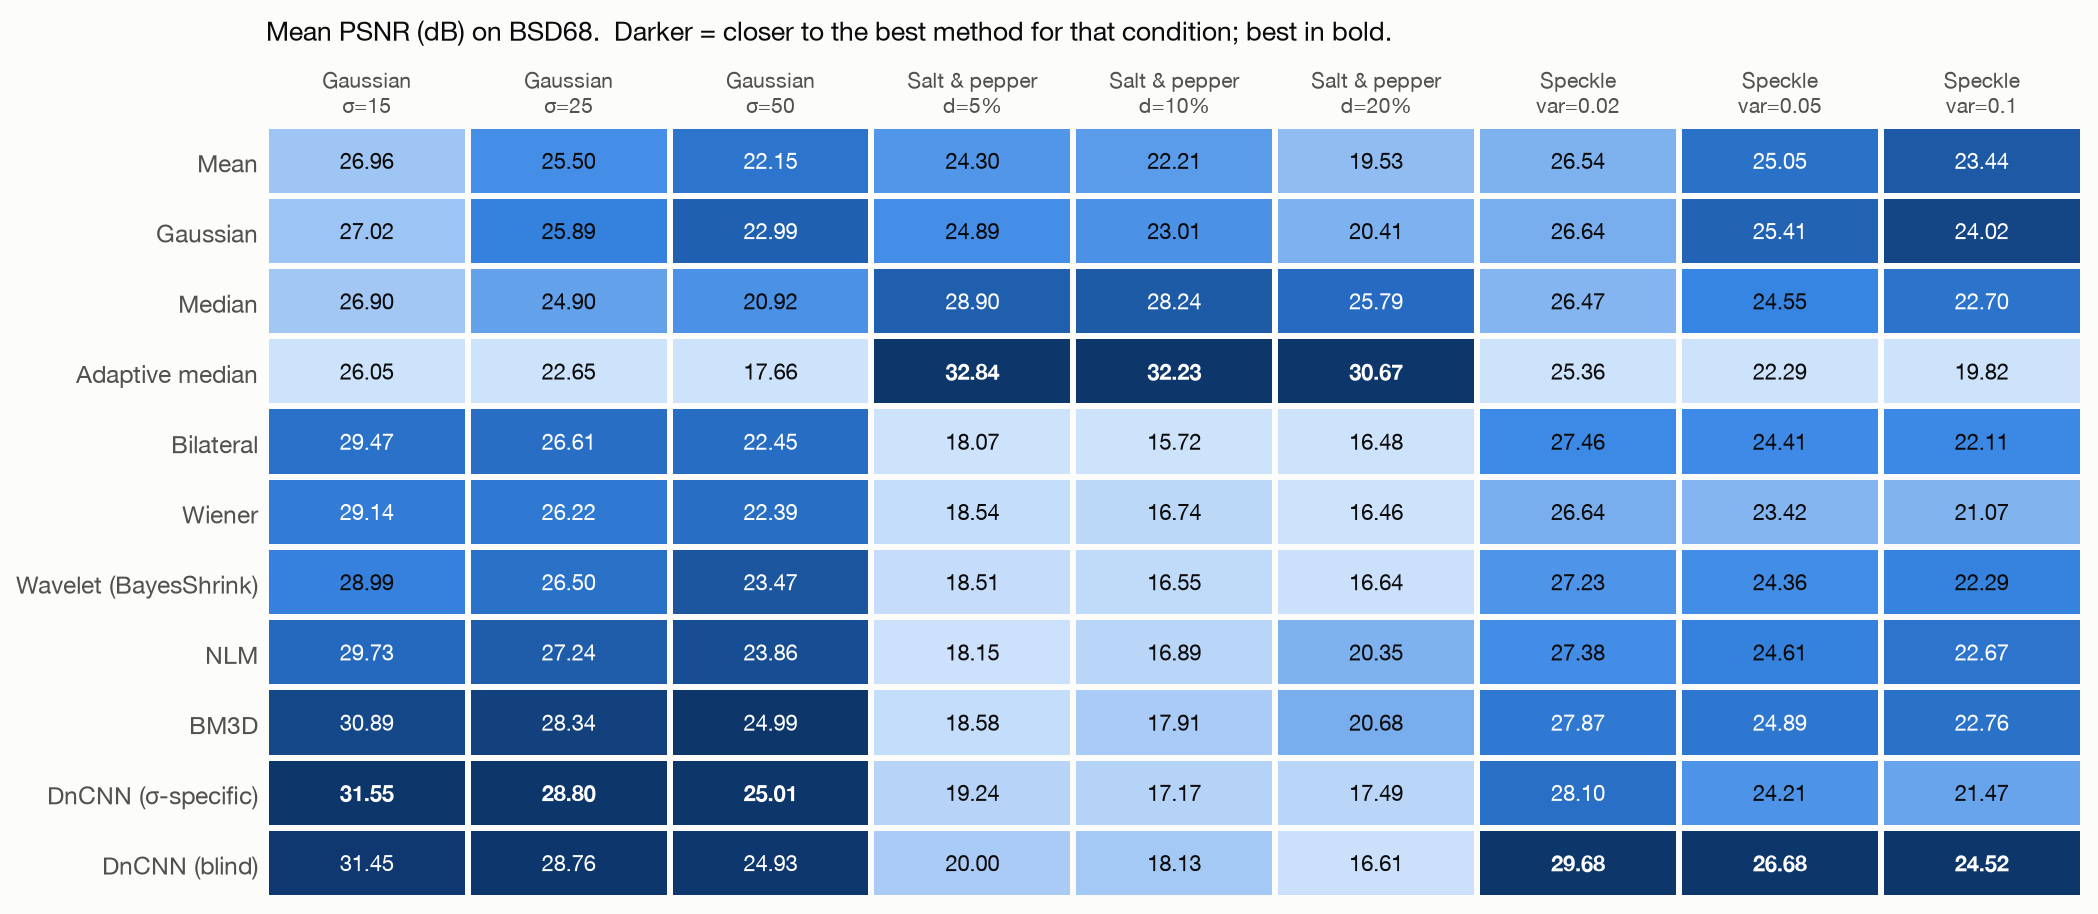 Mean PSNR (dB) on BSD68.  Darker = closer to the best method for that condition; best in bold.
Gaussian Gaussian Gaussian Salt & pepper Salt & pepper Salt & pepper Speckle Speckle Speckle
σ=15 σ=25 σ=50 d=5% d=10% d=20% var=0.02 var=0.05 var=0.1
Mean 26.96 25.50 22.15 24.30 22.21 19.53 26.54 25.05 23.44
Gaussian 27.02 25.89 22.99 24.89 23.01 20.41 26.64 25.41 24.02
Median 26.90 24.90 20.92 28.90 28.24 25.79 26.47 24.55 22.70
Adaptive median 26.05 22.65 17.66 32.84 32.23 30.67 25.36 22.29 19.82
Bilateral 29.47 26.61 22.45 18.07 15.72 16.48 27.46 24.41 22.11
Wiener 29.14 26.22 22.39 18.54 16.74 16.46 26.64 23.42 21.07
Wavelet (BayesShrink) 28.99 26.50 23.47 18.51 16.55 16.64 27.23 24.36 22.29
NLM 29.73 27.24 23.86 18.15 16.89 20.35 27.38 24.61 22.67
BM3D 30.89 28.34 24.99 18.58 17.91 20.68 27.87 24.89 22.76
DnCNN (σ-specific) 31.55 28.80 25.01 19.24 17.17 17.49 28.10 24.21 21.47
DnCNN (blind) 31.45 28.76 24.93 20.00 18.13 16.61 29.68 26.68 24.52